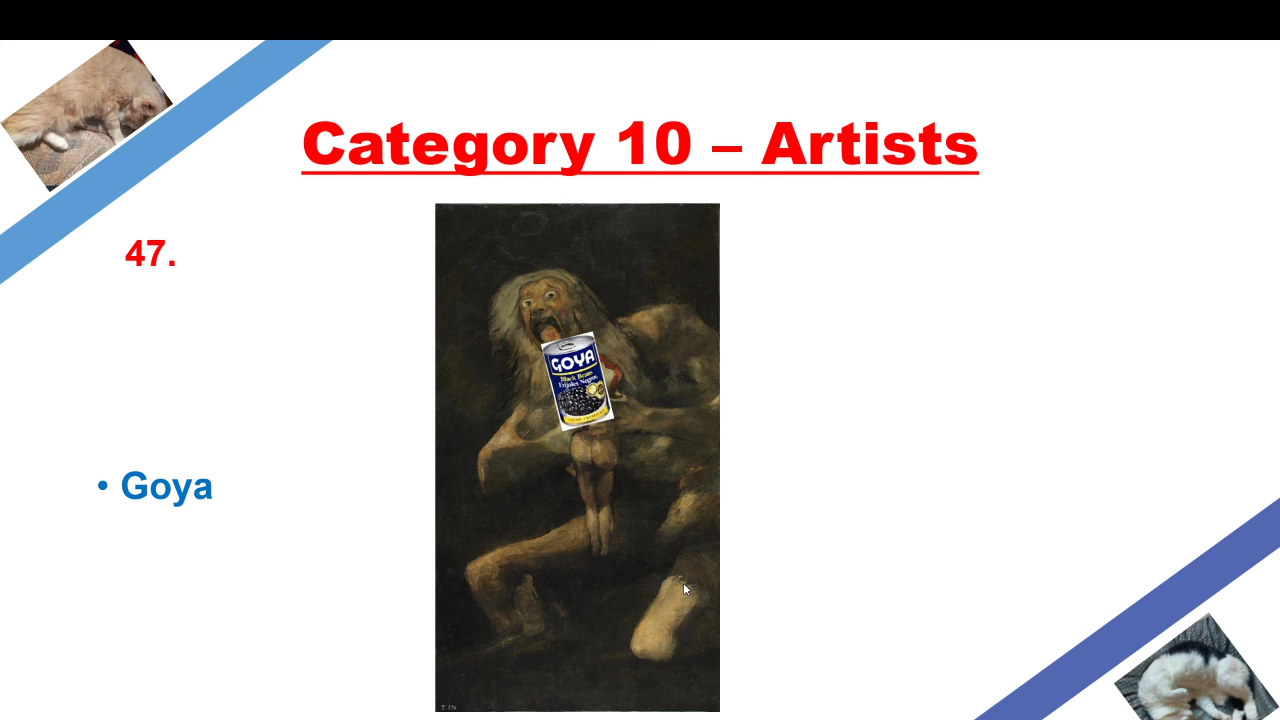 Category 10 – Artists
47.
GOYA
Black Beans
Frijoles Negros
• Goya